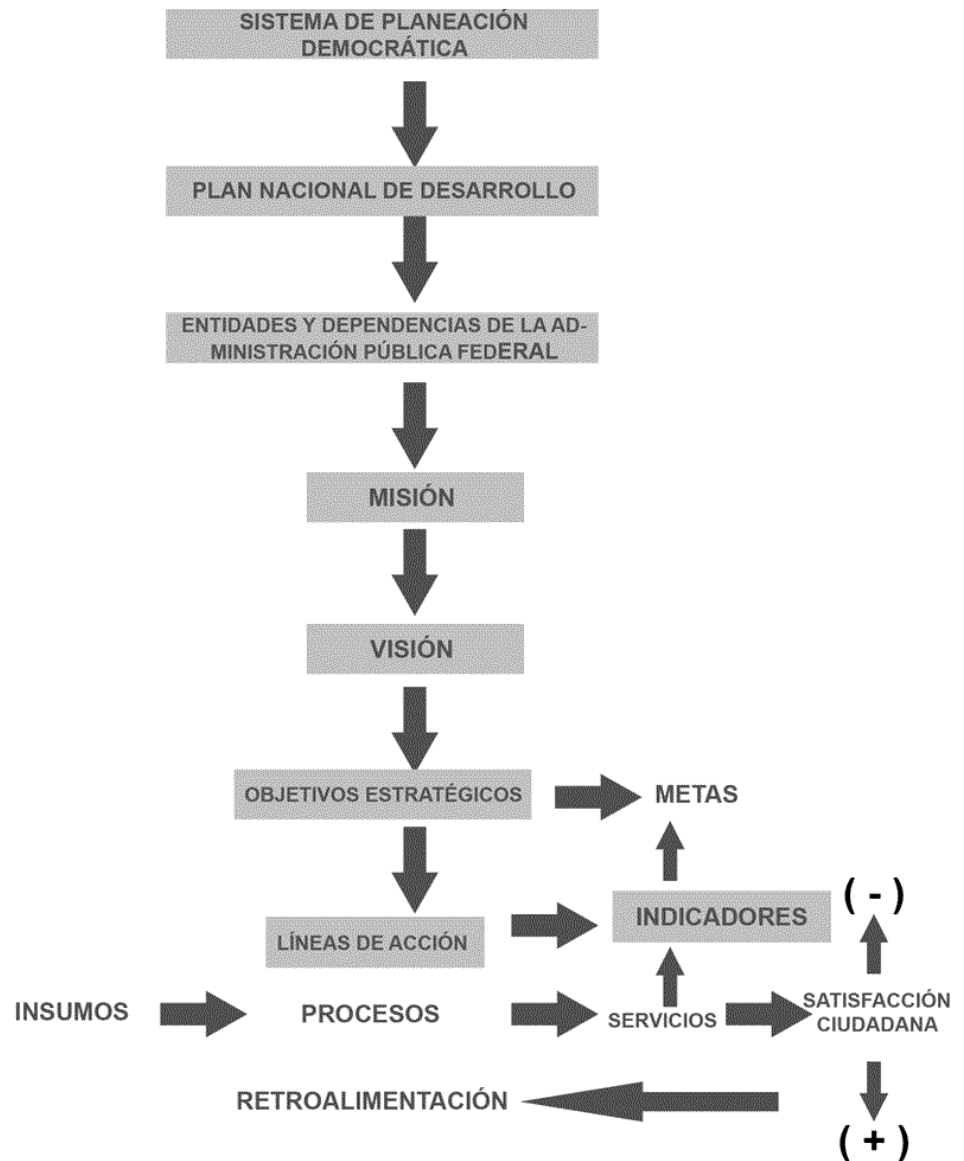 SISTEMA DE PLANEACIÓN
DEMOCRÁTICA
PLAN NACIONAL DE DESARROLLO
ENTIDADES Y DEPENDENCIAS DE LA AD-
MINISTRACIÓN PÚBLICA FEDERAL
MISIÓN
VISIÓN
OBJETIVOS ESTRATÉGICOS
METAS
LÍNEAS DE ACCIÓN
INDICADORES
( - )
INSUMOS
PROCESOS
SERVICIOS
SATISFACCIÓN
CIUDADANA
RETROALIMENTACIÓN
( + )